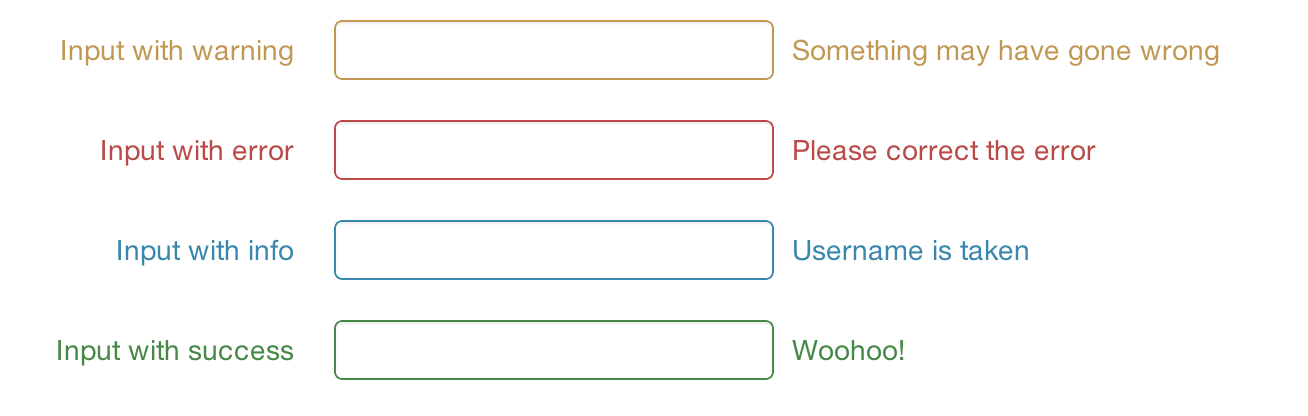 Input with warning Something may have gone wrong
Input with error Please correct the error
Input with info Username is taken
Input with success Woohoo!